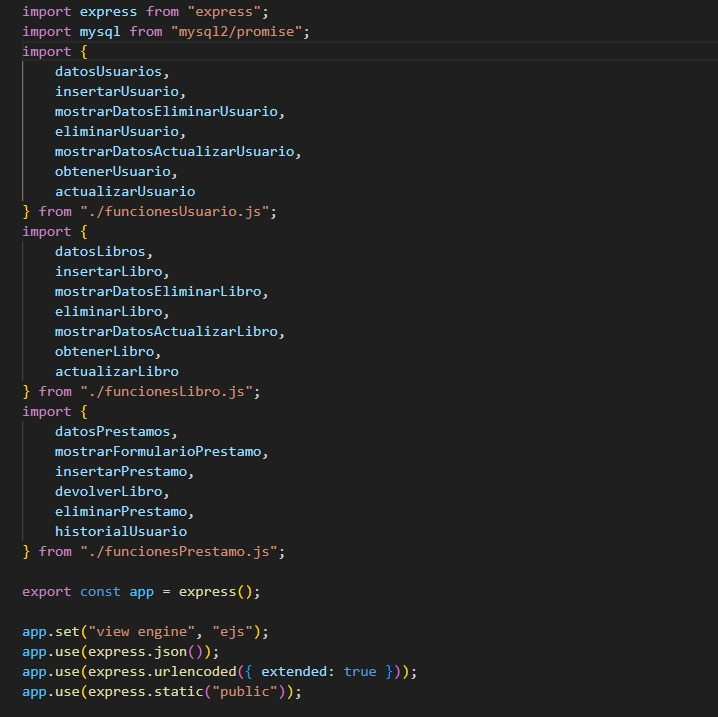 import express from "express";
import mysql from "mysql2/promise";
import {
    datosUsuarios,
    insertarUsuario,
    mostrarDatosEliminarUsuario,
    eliminarUsuario,
    mostrarDatosActualizarUsuario,
    obtenerUsuario,
    actualizarUsuario
} from "./funcionesUsuario.js";
import {
    datosLibros,
    insertarLibro,
    mostrarDatosEliminarLibro,
    eliminarLibro,
    mostrarDatosActualizarLibro,
    obtenerLibro,
    actualizarLibro
} from "./funcionesLibro.js";
import {
    datosPrestamos,
    mostrarFormularioPrestamo,
    insertarPrestamo,
    devolverLibro,
    eliminarPrestamo,
    historialUsuario
} from "./funcionesPrestamo.js";

export const app = express();

app.set("view engine", "ejs");
app.use(express.json());
app.use(express.urlencoded({ extended: true }));
app.use(express.static("public"));